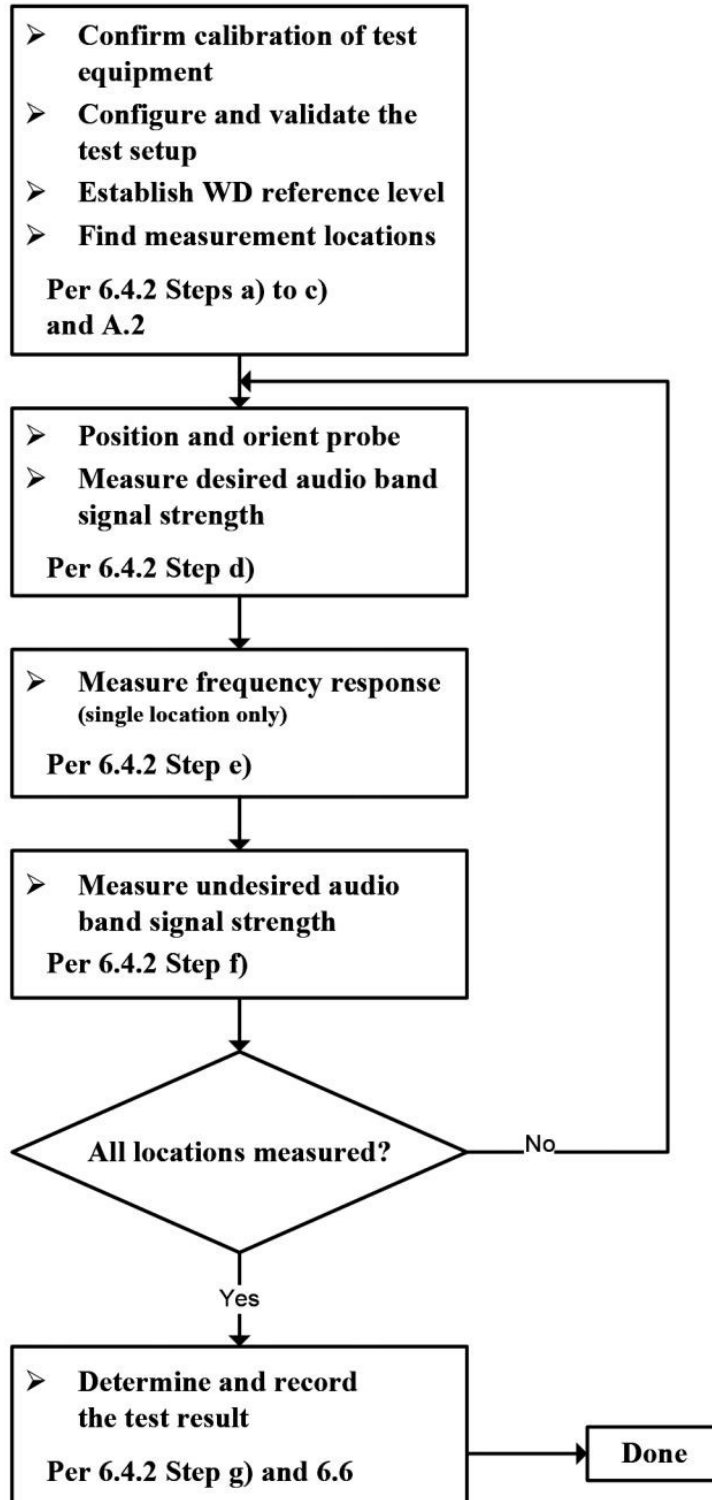 ➢ Confirm calibration of test
equipment
➢ Configure and validate the
test setup
➢ Establish WD reference level
➢ Find measurement locations
Per 6.4.2 Steps a) to c)
and A.2
➢ Position and orient probe
➢ Measure desired audio band
signal strength
Per 6.4.2 Step d)
➢ Measure frequency response
(single location only)
Per 6.4.2 Step e)
➢ Measure undesired audio
band signal strength
Per 6.4.2 Step f)
All locations measured?
No
Yes
➢ Determine and record
the test result
Per 6.4.2 Step g) and 6.6
Done